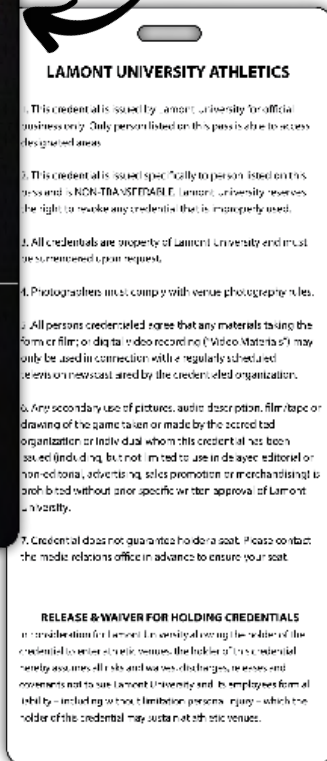 LAMONT UNIVERSITY ATHLETICS
1. This credential is issued by Lamont University for official
business only. Only person listed on this pass is able to access
designated areas
2. This credential is issued specifically to person listed on this
pass and is NON-TRANSFERABLE. Lamont University reserves
the right to revoke any credential that is improperly used.
3. All credentials are property of Lamont University and must
be surrendered upon request.
4. Photographers must comply with venue photography rules.
5. All persons credentialed agree that any materials taking the
form or film; or digital video recording ("Video Materials") may
only be used in connection with a regularly scheduled
television newscast aired by the credentialed organization.
6. Any secondary use of pictures, audio description, film/tape or
drawing of the game taken or made by the accredited
organization or individual whom this credential has been
issued (including, but not limited to use in delayed editorial or
non-editorial, advertising, sales promotion or merchandising) is
prohibited without prior specific written approval of Lamont
University.
7. Credential does not guarantee holder a seat. Please contact
the media relations office in advance to ensure your seat.
RELEASE & WAIVER FOR HOLDING CREDENTIALS
In consideration for Lamont University allowing the holder of the
credential to enter athletic venues, the holder of this credential
hereby assumes all risks and waives, discharges, releases and
covenants not to sue Lamont University and its employees form all
liability – including without limitation personal injury – which the
holder of this credential may sustain at athletic venues.